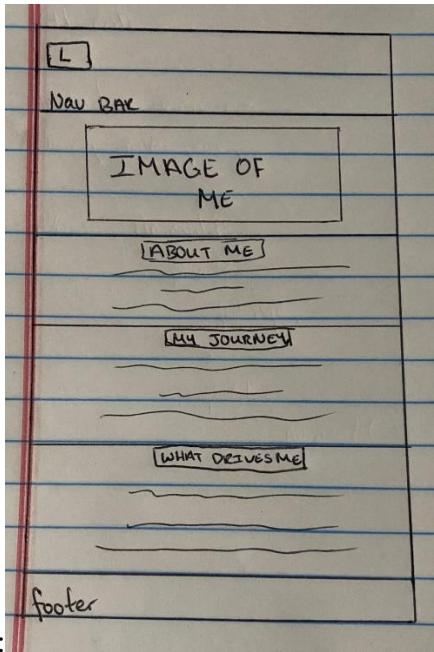 L
Nav BAR
IMAGE OF
ME
ABOUT ME
MY JOURNEY
WHAT DRIVES ME
footer
: